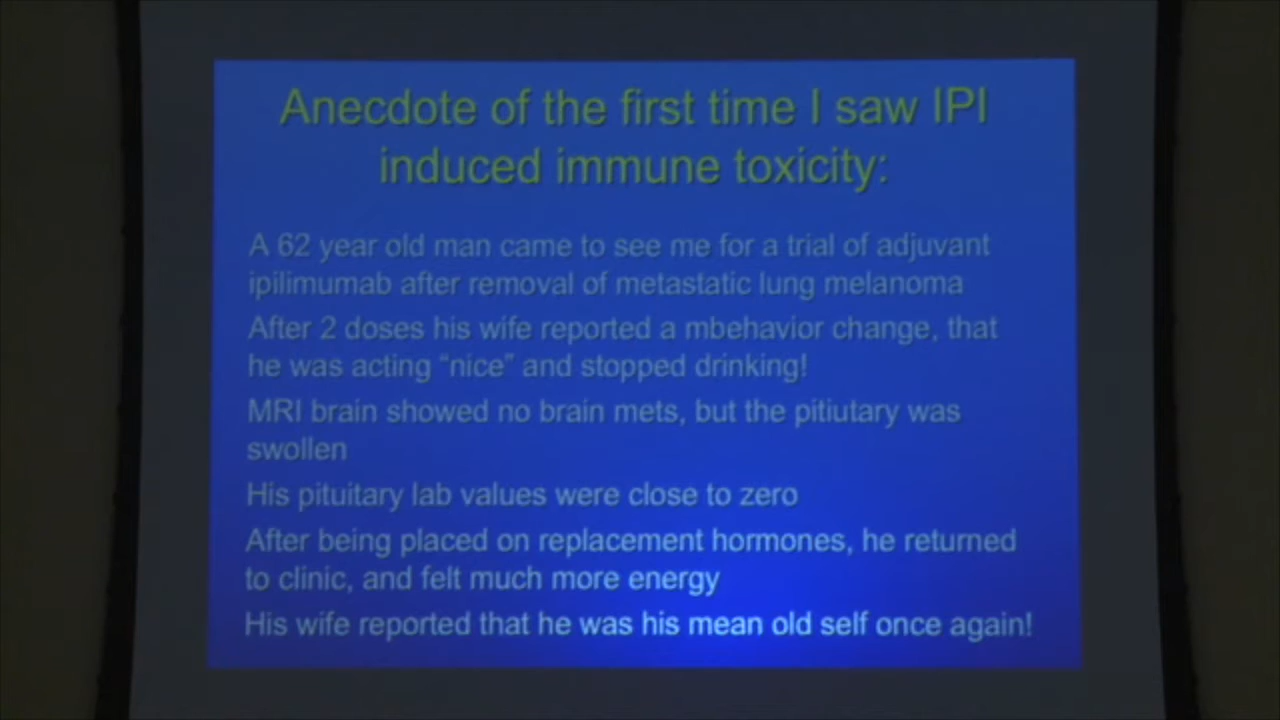 Anecdote of the first time I saw IPI
induced immune toxicity:
A 62 year old man came to see me for a trial of adjuvant
ipilimumab after removal of metastatic lung melanoma
After 2 doses his wife reported a mbehavior change, that
he was acting “nice” and stopped drinking!
MRI brain showed no brain mets, but the pitiutary was
swollen
His pituitary lab values were close to zero
After being placed on replacement hormones, he returned
to clinic, and felt much more energy
His wife reported that he was his mean old self once again!